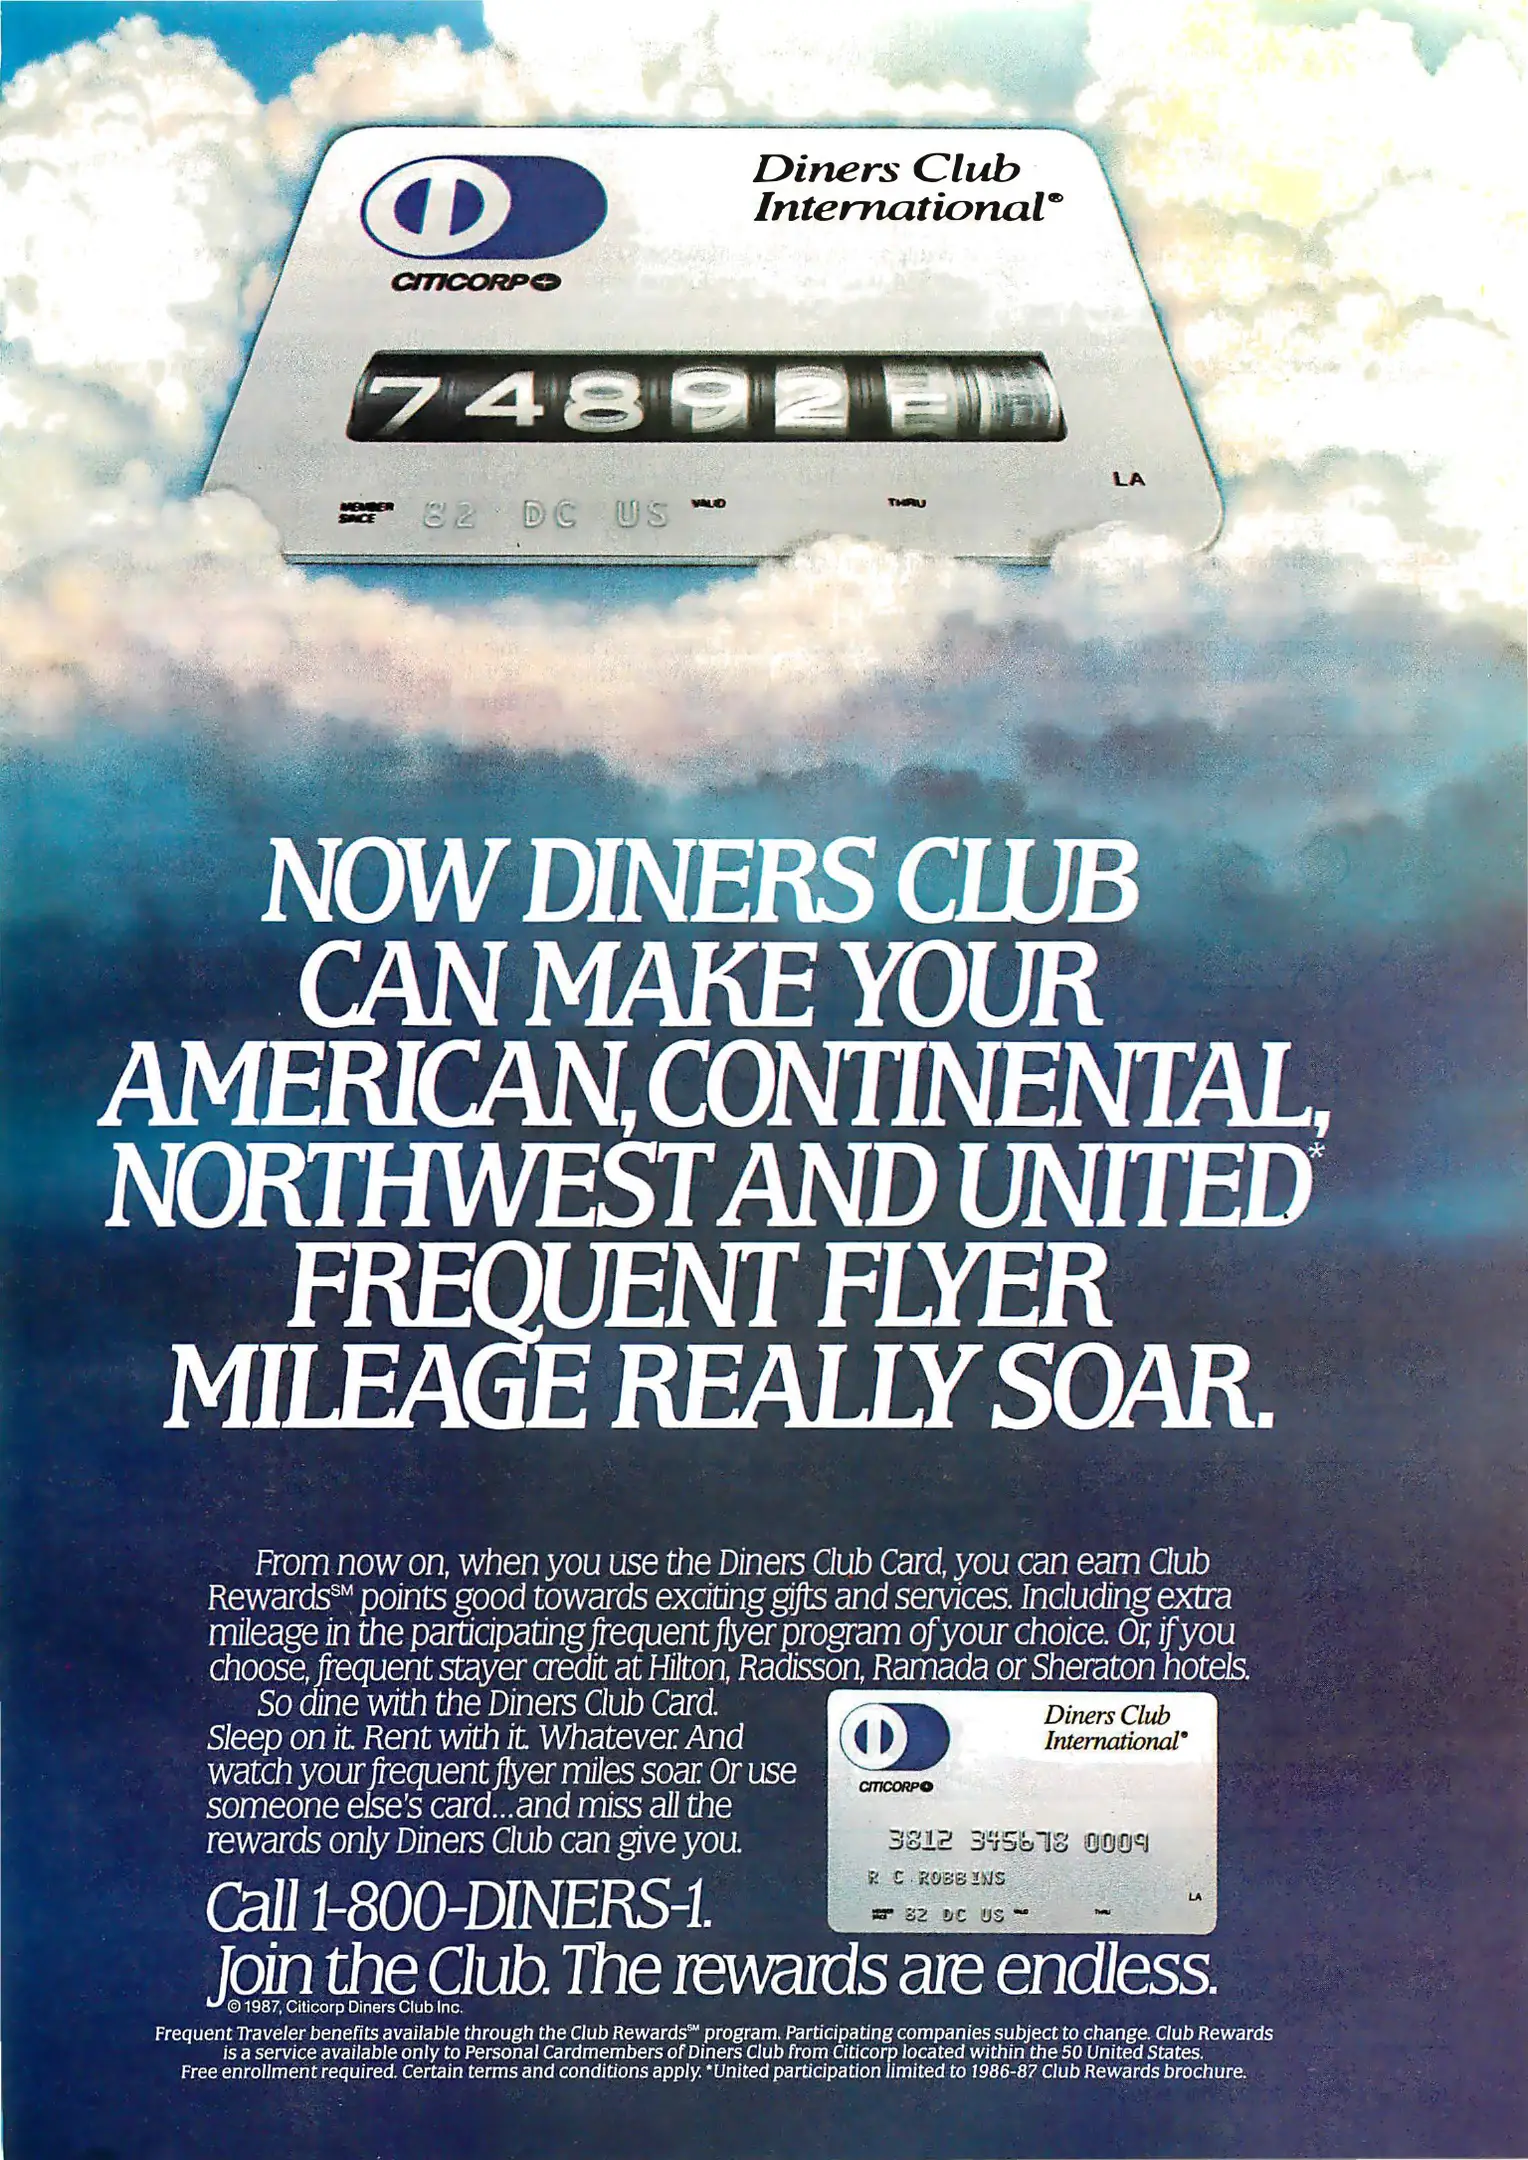 Diners Club
International®
CITICORP
74892
LA
MEMBER
SINCE
82 DC US
VALID
THRU
NOW DINERS CLUB
CAN MAKE YOUR
AMERICAN, CONTINENTAL,
NORTHWEST AND UNITED*
FREQUENT FLYER
MILEAGE REALLY SOAR.
From now on, when you use the Diners Club Card, you can earn Club
Rewards℠ points good towards exciting gifts and services. Including extra
mileage in the participating frequent flyer program of your choice. Or, if you
choose, frequent stayer credit at Hilton, Radisson, Ramada or Sheraton hotels.
So dine with the Diners Club Card.
Sleep on it. Rent with it. Whatever. And
watch your frequent flyer miles soar. Or use
someone else's card...and miss all the
rewards only Diners Club can give you.
Diners Club
International®
CITICORP
3812 345678 0009
R C ROBBINS
LA
82 DC US
Call 1-800-DINERS-1.
Join the Club. The rewards are endless.
© 1987, Citicorp Diners Club Inc.
Frequent Traveler benefits available through the Club Rewards℠ program. Participating companies subject to change. Club Rewards
is a service available only to Personal Cardmembers of Diners Club from Citicorp located within the 50 United States.
Free enrollment required. Certain terms and conditions apply. *United participation limited to 1986-87 Club Rewards brochure.